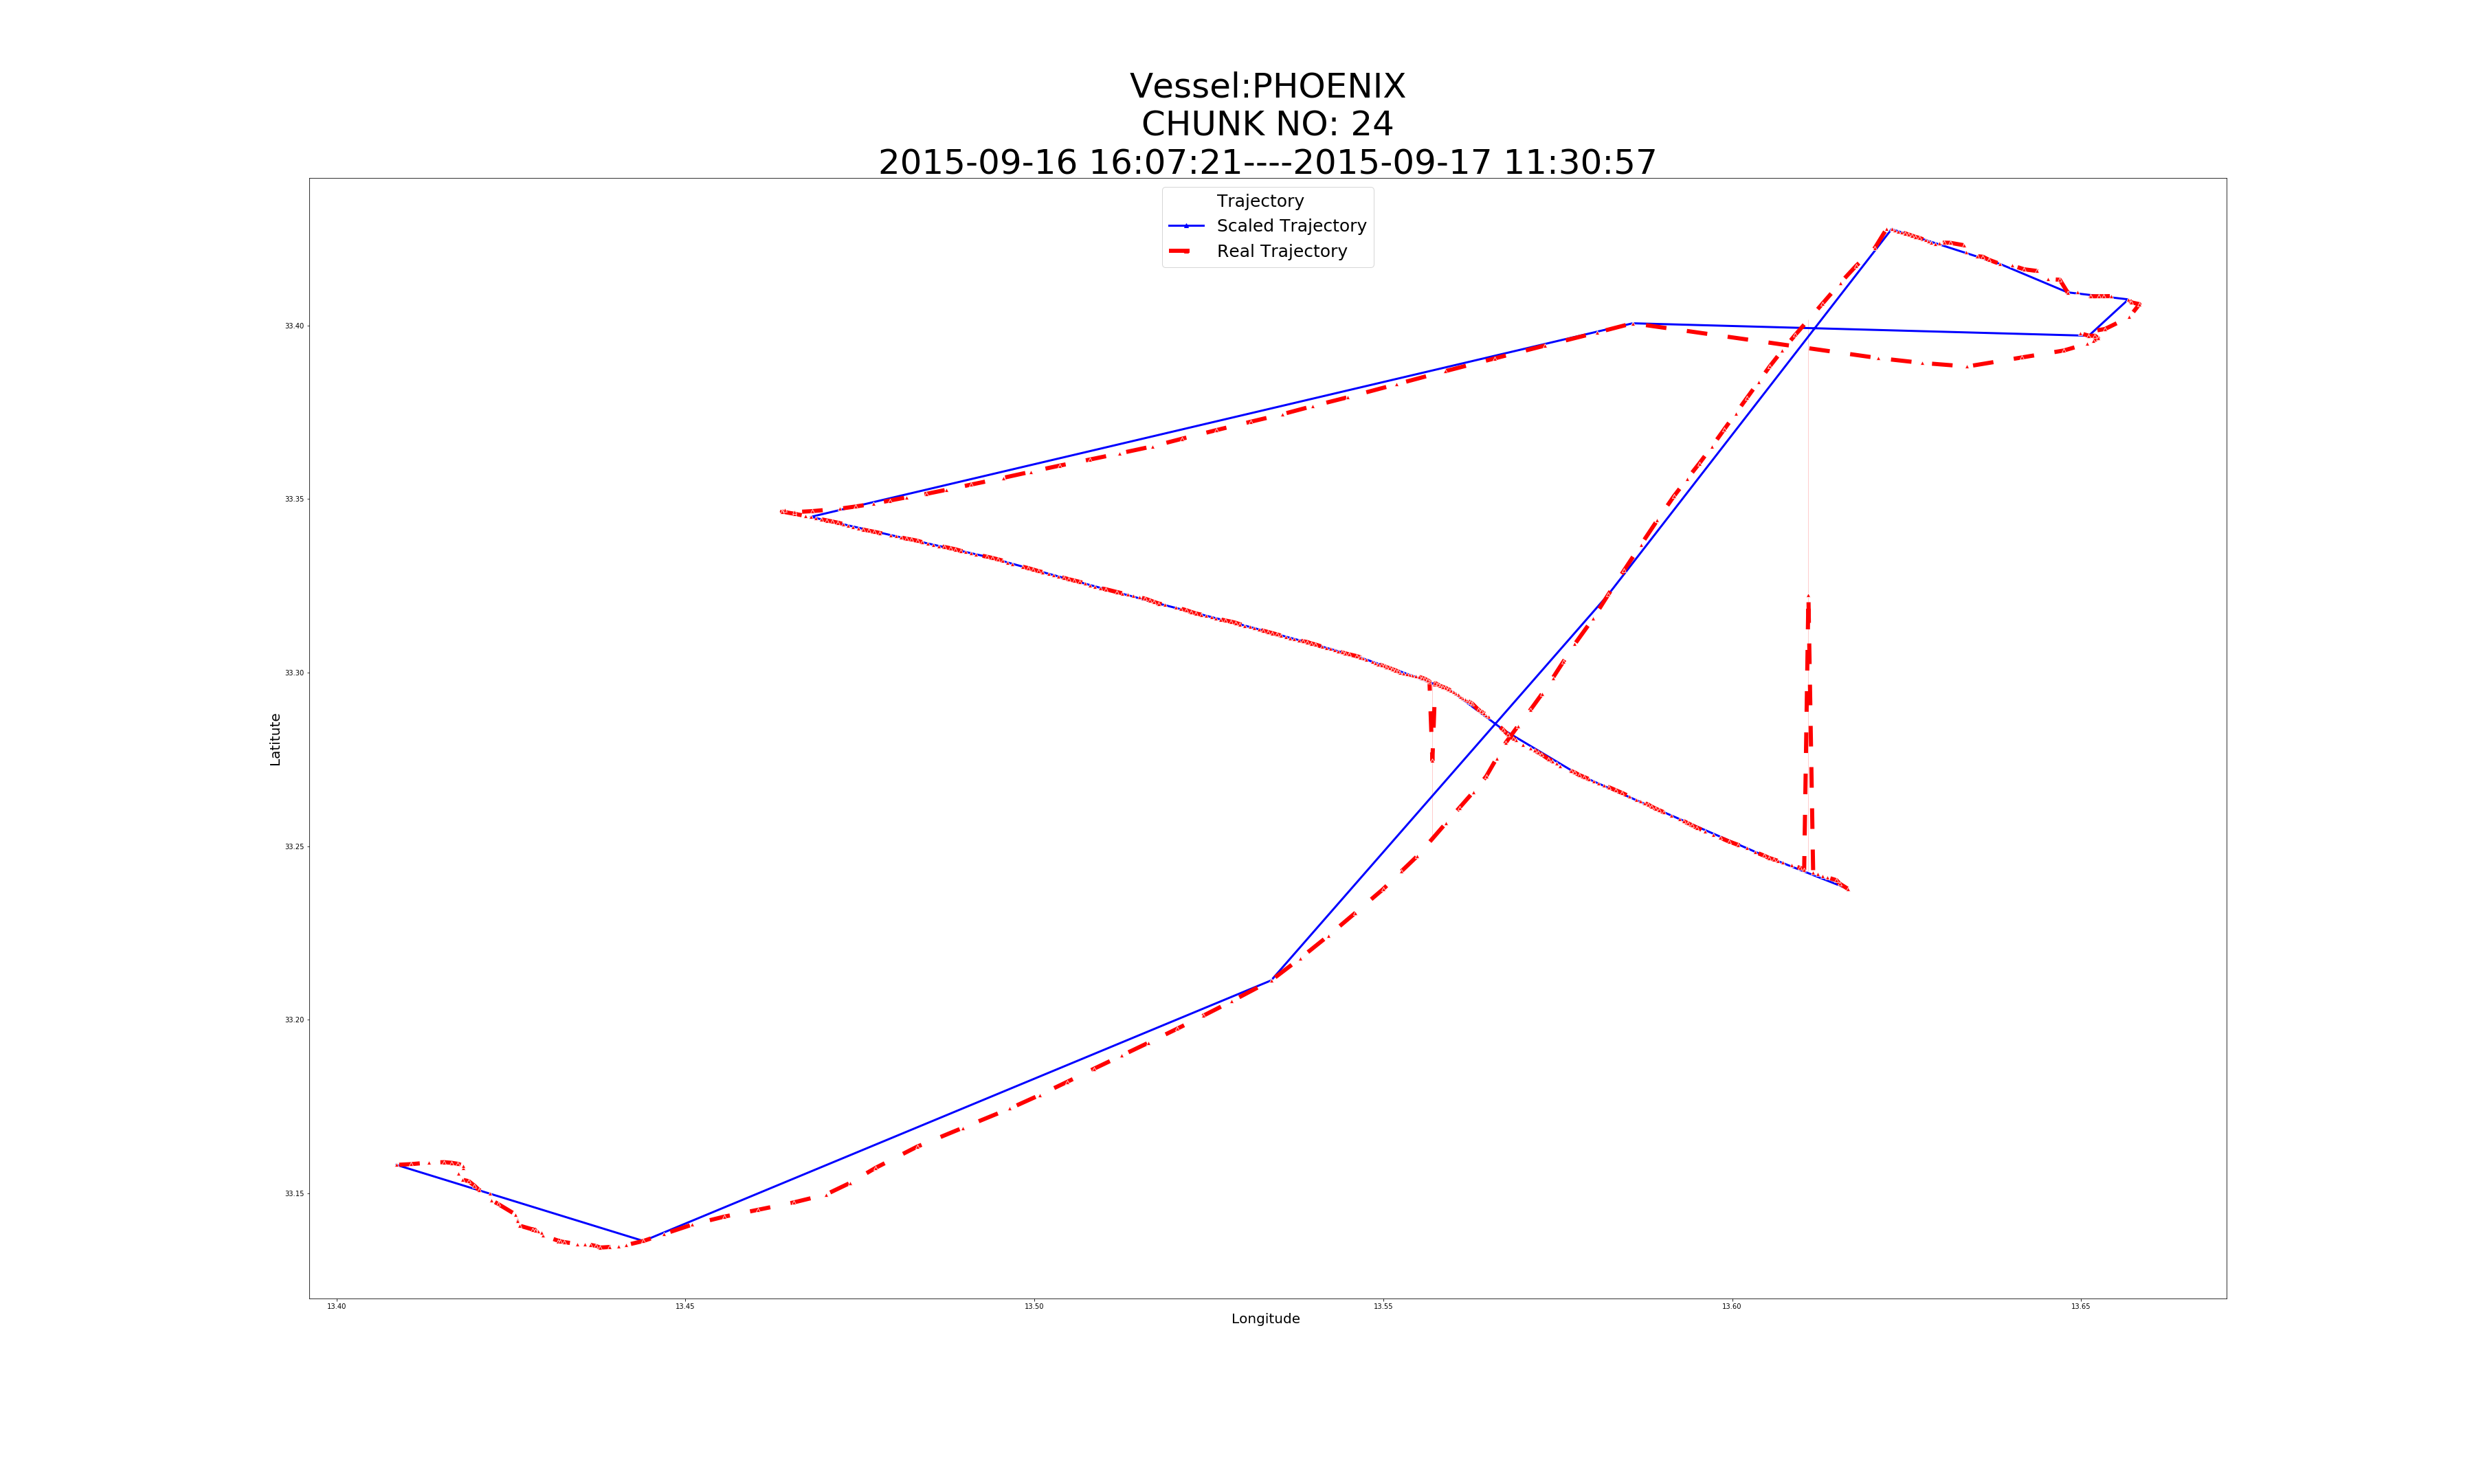 Vessel:PHOENIX
CHUNK NO: 24
2015-09-16 16:07:21----2015-09-17 11:30:57
Trajectory
Scaled Trajectory
Real Trajectory
33.40
33.35
33.30
33.25
33.20
33.15
Latitude
13.40 13.45 13.50 13.55 13.60 13.65
Longitude